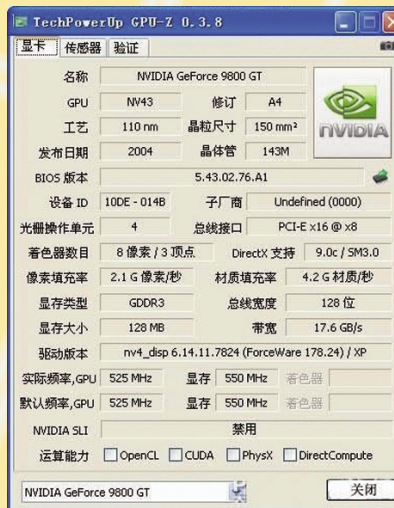 TechPowerUp GPU-Z 0.3.8
显卡 传感器 验证
名称 NVIDIA GeForce 9800 GT
GPU NV43 修订 A4
工艺 110 nm 晶粒尺寸 150 mm²
发布日期 2004 晶体管 143M
NVIDIA
BIOS 版本 5.43.02.76.A1
设备 ID 10DE - 014B 子厂商 Undefined (0000)
光栅操作单元 4 总线接口 PCI-E x16 @ x8
着色器数目 8 像素 / 3 顶点 DirectX 支持 9.0c / SM3.0
像素填充率 2.1 G 像素/秒 材质填充率 4.2 G 材质/秒
显存类型 GDDR3 总线宽度 128 位
显存大小 128 MB 带宽 17.6 GB/s
驱动版本 nv4_disp 6.14.11.7824 (ForceWare 178.24) / XP
实际频率,GPU 525 MHz 显存 550 MHz 着色器
默认频率,GPU 525 MHz 显存 550 MHz 着色器
NVIDIA SLI 禁用
运算能力 OpenCL CUDA PhysX DirectCompute
NVIDIA GeForce 9800 GT 关闭